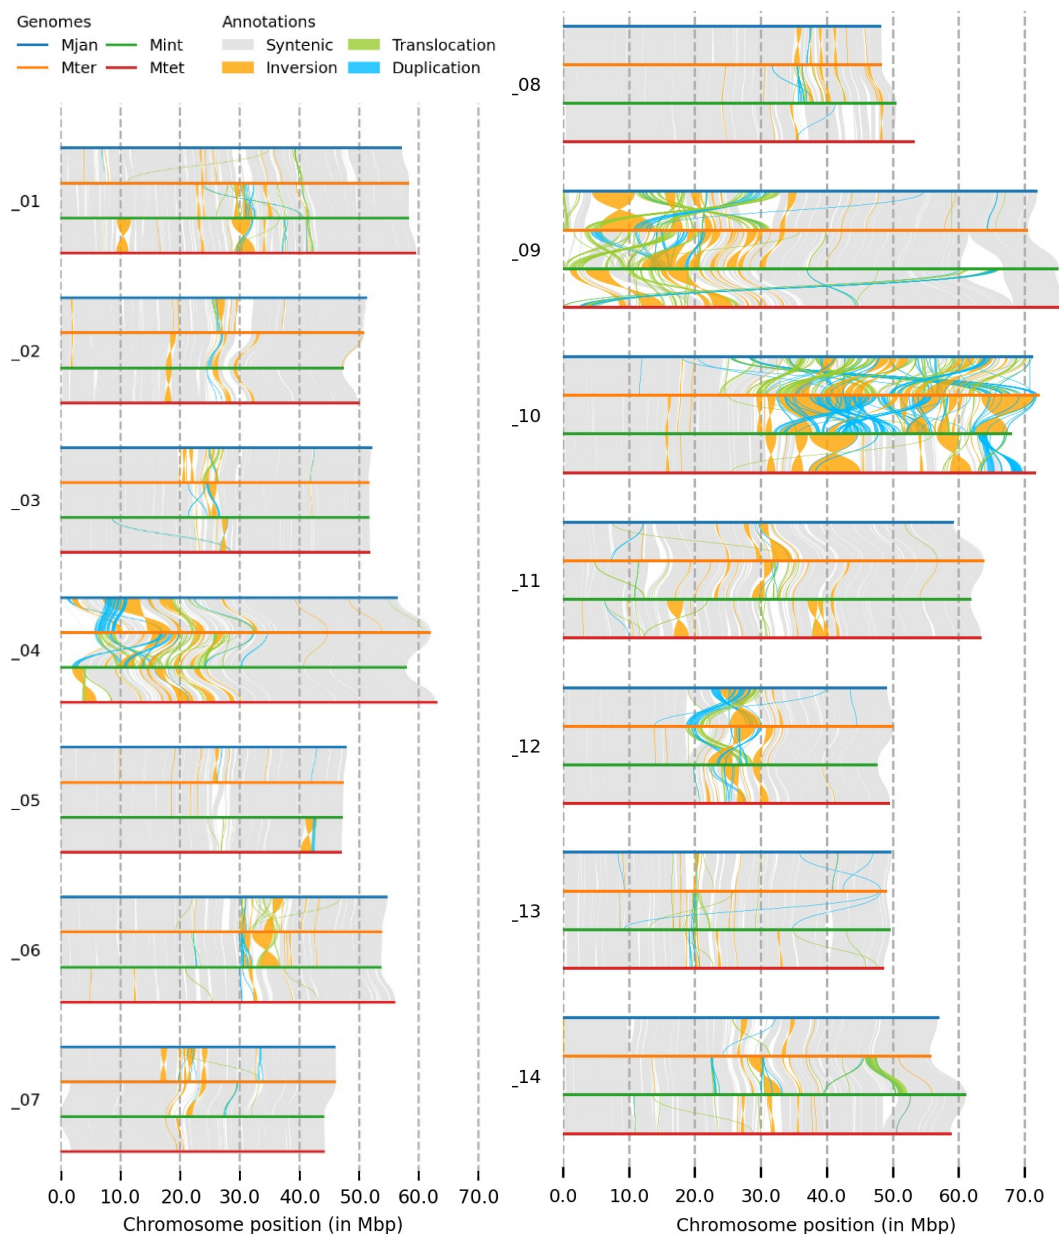 Genomes
Annotations
Mjan
Mint
Syntenic
Translocation
Mter
Mtet
Inversion
Duplication
_01
_02
_03
_04
_05
_06
_07
0.0 10.0 20.0 30.0 40.0 50.0 60.0 70.0
Chromosome position (in Mbp)
_08
_09
_10
_11
_12
_13
_14
0.0 10.0 20.0 30.0 40.0 50.0 60.0 70.0
Chromosome position (in Mbp)